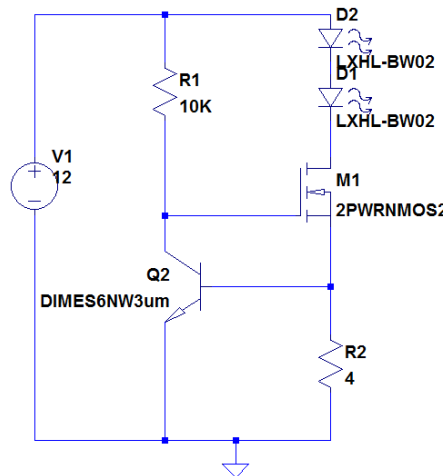 D2
LXHL-BW02
D1
R1
10K
LXHL-BW02
V1
12
M1
2PWRNMOS2
Q2
DIMES6NW3um
R2
4